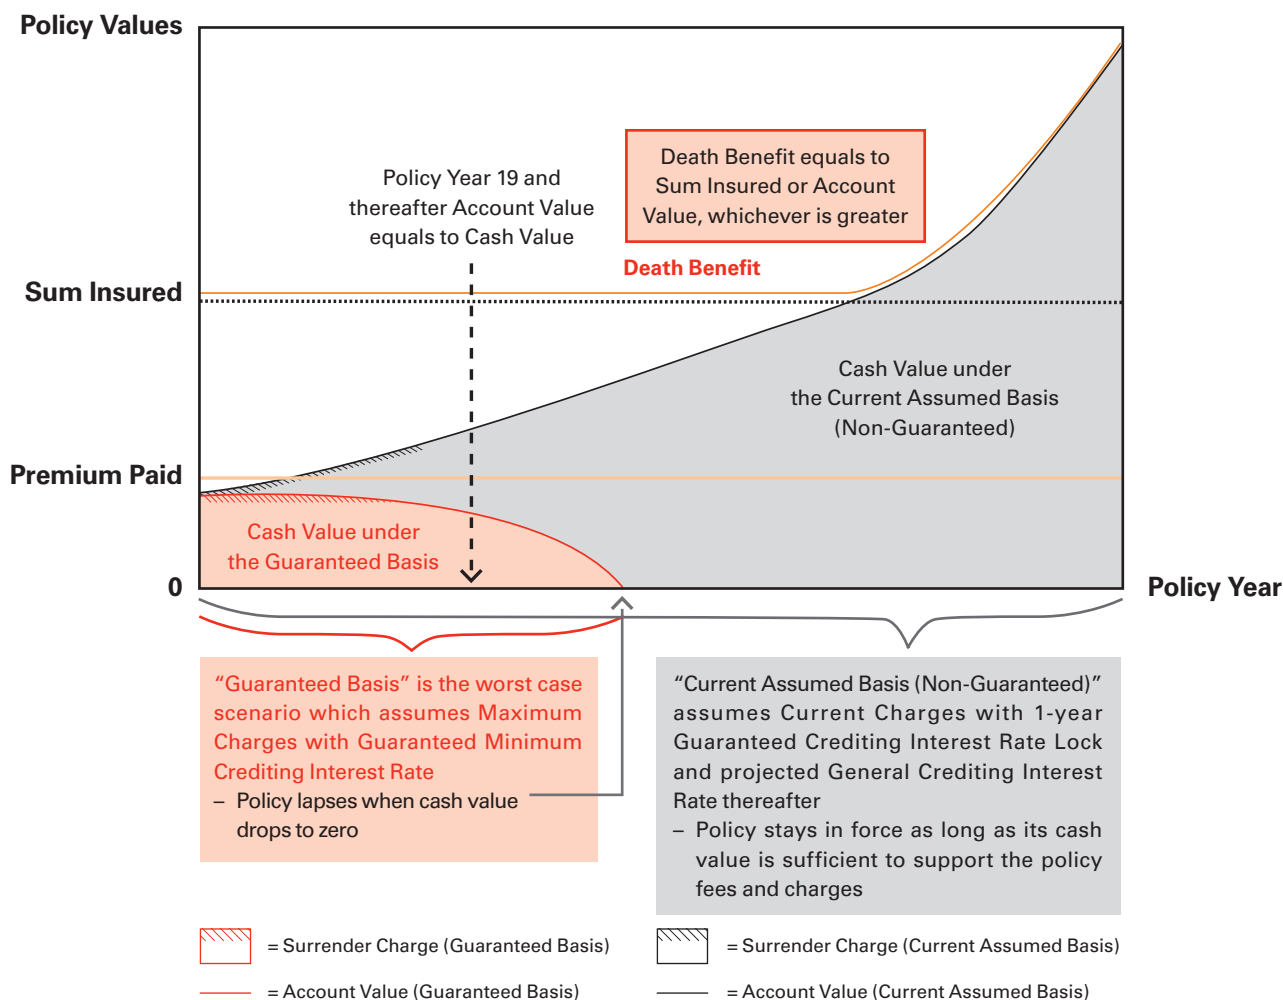 Policy Values
Death Benefit equals to
Sum Insured or Account
Value, whichever is greater
Policy Year 19 and
thereafter Account Value
equals to Cash Value
Death Benefit
Sum Insured
Cash Value under
the Current Assumed Basis
(Non-Guaranteed)
Premium Paid
Cash Value under
the Guaranteed Basis
0
Policy Year
“Guaranteed Basis” is the worst case
scenario which assumes Maximum
Charges with Guaranteed Minimum
Crediting Interest Rate
– Policy lapses when cash value
drops to zero
“Current Assumed Basis (Non-Guaranteed)”
assumes Current Charges with 1-year
Guaranteed Crediting Interest Rate Lock
and projected General Crediting Interest
Rate thereafter
– Policy stays in force as long as its cash
value is sufficient to support the policy
fees and charges
= Surrender Charge (Guaranteed Basis)
= Surrender Charge (Current Assumed Basis)
= Account Value (Guaranteed Basis)
= Account Value (Current Assumed Basis)